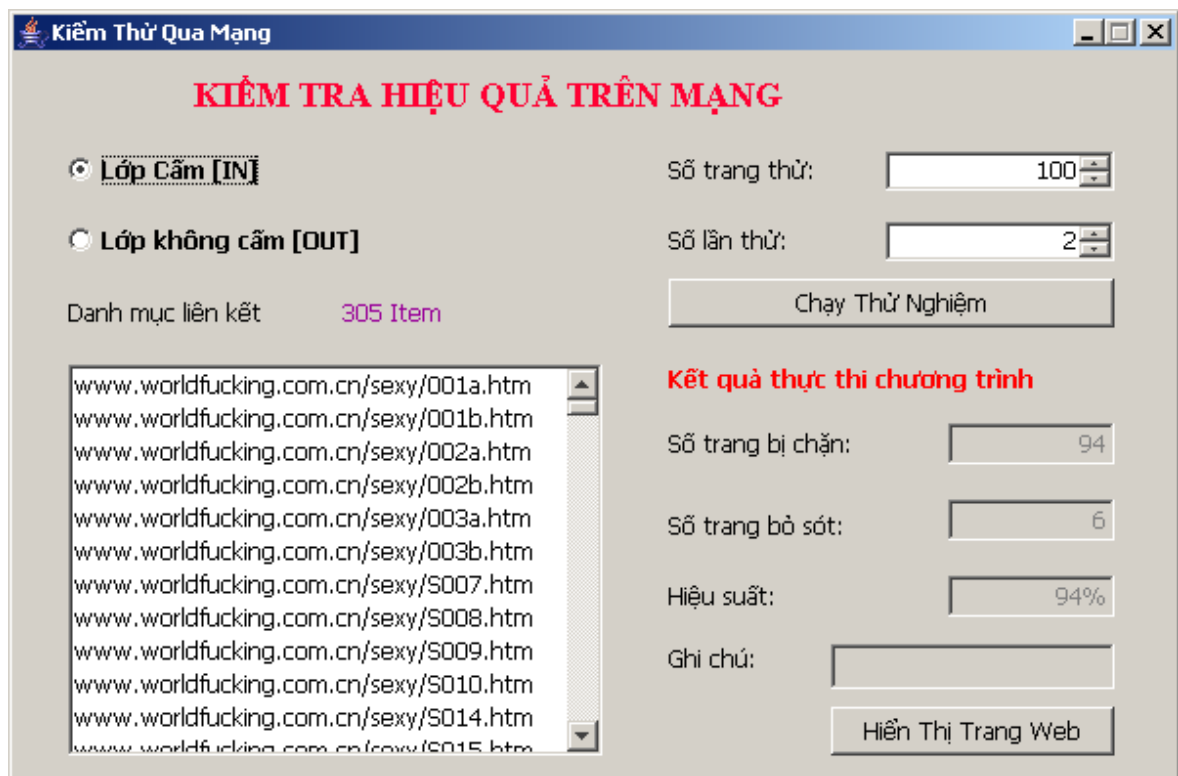 Kiểm Thử Qua Mạng
KIỂM TRA HIỆU QUẢ TRÊN MẠNG
Lớp Cấm [IN]
Lớp không cấm [OUT]
Danh mục liên kết 305 Item
www.worldfucking.com.cn/sexy/001a.htm
www.worldfucking.com.cn/sexy/001b.htm
www.worldfucking.com.cn/sexy/002a.htm
www.worldfucking.com.cn/sexy/002b.htm
www.worldfucking.com.cn/sexy/003a.htm
www.worldfucking.com.cn/sexy/003b.htm
www.worldfucking.com.cn/sexy/S007.htm
www.worldfucking.com.cn/sexy/S008.htm
www.worldfucking.com.cn/sexy/S009.htm
www.worldfucking.com.cn/sexy/S010.htm
www.worldfucking.com.cn/sexy/S014.htm
www.worldfucking.com.cn/sexy/S015.htm
Số trang thử: 100
Số lần thử: 2
Chạy Thử Nghiệm
Kết quả thực thi chương trình
Số trang bị chặn: 94
Số trang bỏ sót: 6
Hiệu suất: 94%
Ghi chú:
Hiển Thị Trang Web